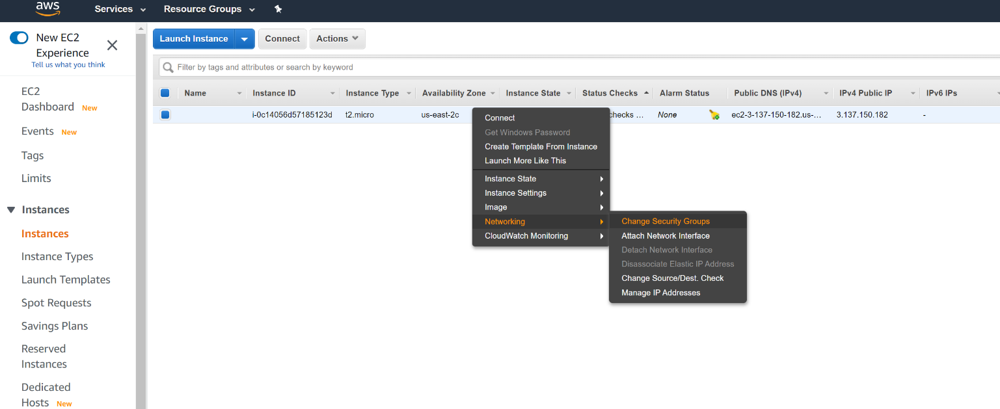 aws
Services
Resource Groups
New EC2
Experience
Tell us what you think
EC2
Dashboard New
Events New
Tags
Limits
Instances
Instances
Instance Types
Launch Templates
Spot Requests
Savings Plans
Reserved
Instances
Dedicated
Hosts New
Launch Instance Connect Actions
Filter by tags and attributes or search by keyword
Name Instance ID Instance Type Availability Zone Instance State Status Checks Alarm Status Public DNS (IPv4) IPv4 Public IP IPv6 IPs
i-0c14056d57185123d t2.micro us-east-2c checks ... None ec2-3-137-150-182.us-... 3.137.150.182 -
Connect
Get Windows Password
Create Template From Instance
Launch More Like This
Instance State
Instance Settings
Image
Networking
CloudWatch Monitoring
Change Security Groups
Attach Network Interface
Detach Network Interface
Disassociate Elastic IP Address
Change Source/Dest. Check
Manage IP Addresses